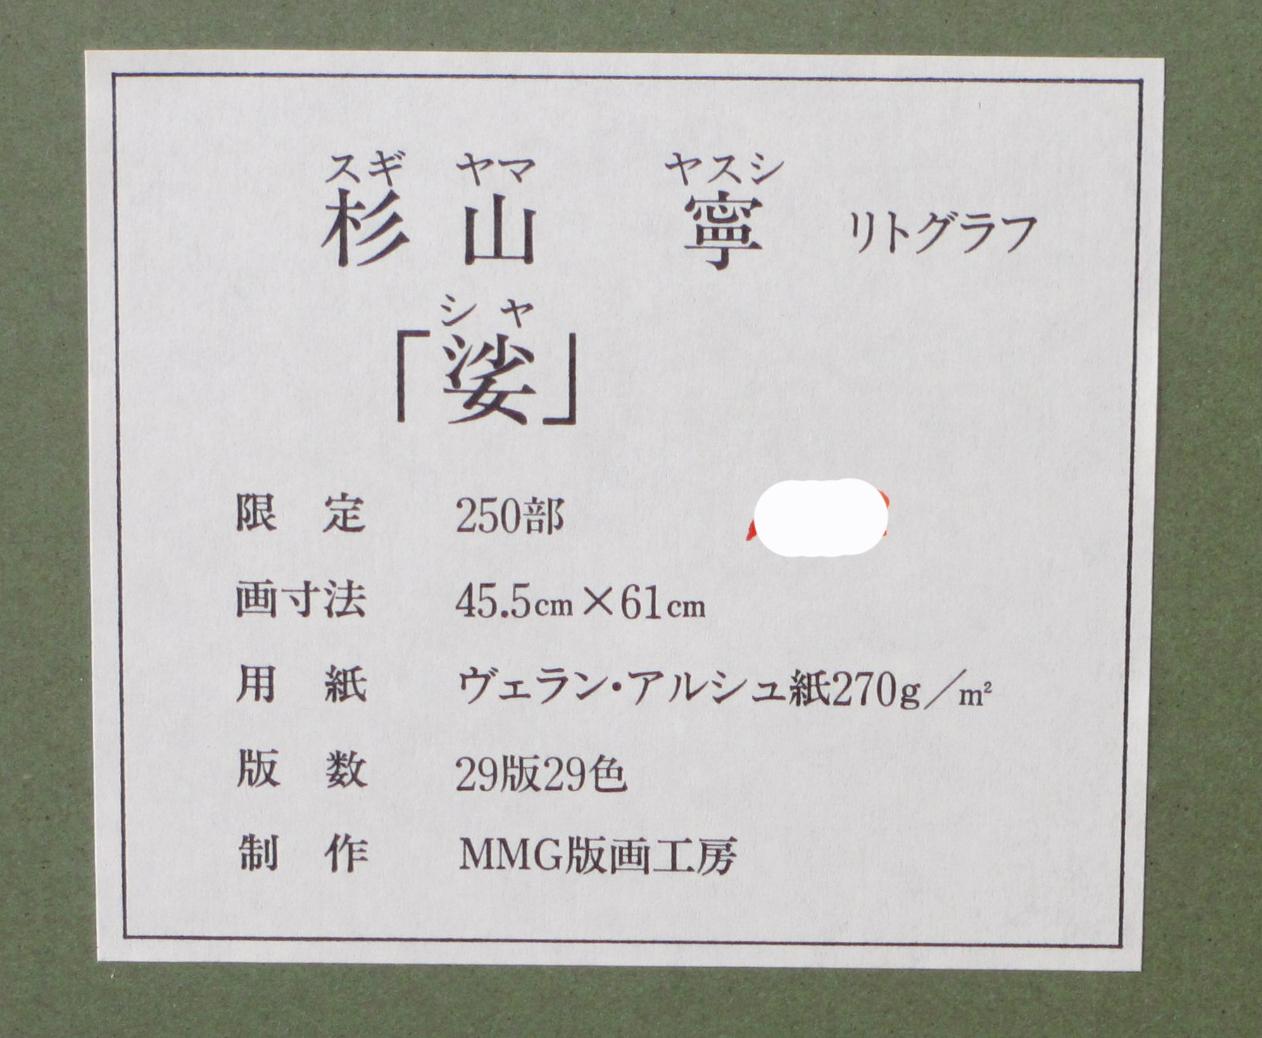 スギ ヤマ ヤスシ
杉山 寧 リトグラフ
シャ
「娑」
限定 250部
画寸法 45.5cm×61cm
用紙 ヴェラン・アルシュ紙270g／m²
版数 29版29色
制作 MMG版画工房